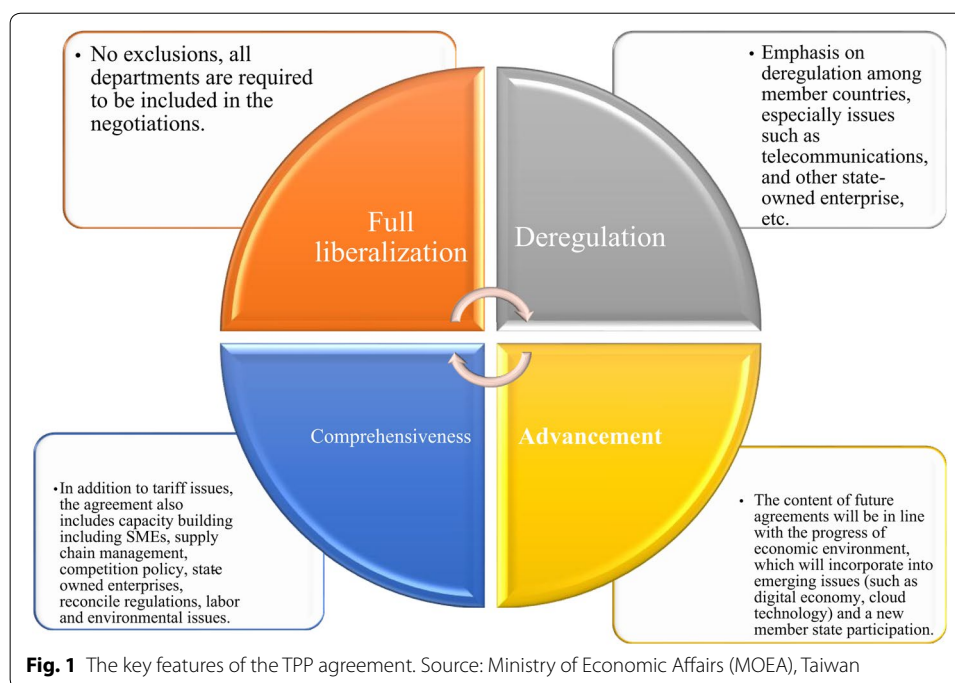 • No exclusions, all
departments are required
to be included in the
negotiations.
• Emphasis on
deregulation among
member countries,
especially issues
such as
telecommunications,
and other state-
owned enterprise,
etc.
Full
liberalization
Deregulation
Comprehensiveness
Advancement
•In addition to tariff issues,
the agreement also
includes capacity building
including SMEs, supply
chain management,
competition policy, state-
owned enterprises,
reconcile regulations, labor
and environmental issues.
• The content of future
agreements will be in line
with the progress of
economic environment,
which will incorporate into
emerging issues (such as
digital economy, cloud
technology) and a new
member state participation.
Fig. 1 The key features of the TPP agreement. Source: Ministry of Economic Affairs (MOEA), Taiwan